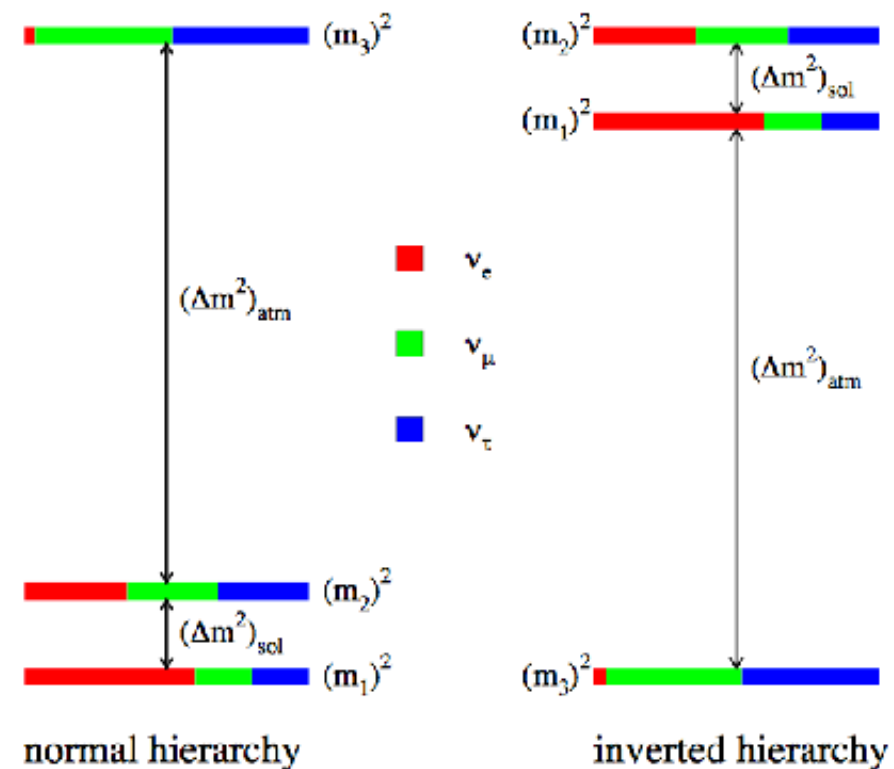 (m₃)²
(Δm²)atm
(m₂)²
(Δm²)sol
(m₁)²
normal hierarchy
νe
νμ
ντ
(m₂)²
(Δm²)sol
(m₁)²
(Δm²)atm
(m₃)²
inverted hierarchy